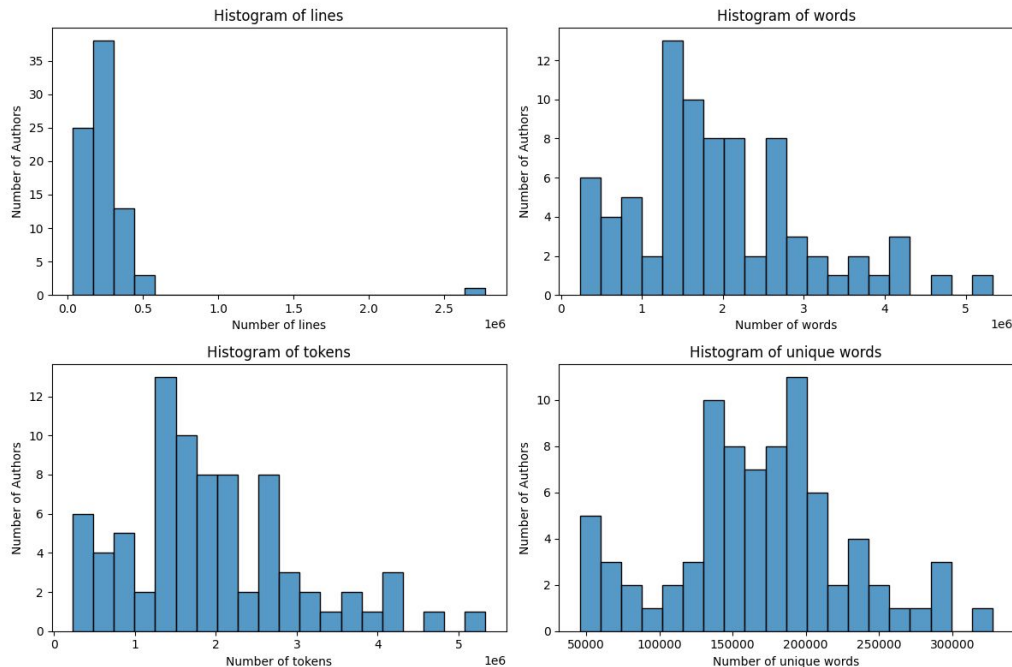 Histogram of lines
Number of Authors
35
30
25
20
15
10
5
0
0.0 0.5 1.0 1.5 2.0 2.5
1e6
Number of lines
Histogram of words
Number of Authors
12
10
8
6
4
2
0
0 1 2 3 4 5
1e6
Number of words
Histogram of tokens
Number of Authors
12
10
8
6
4
2
0
0 1 2 3 4 5
1e6
Number of tokens
Histogram of unique words
Number of Authors
10
8
6
4
2
0
50000 100000 150000 200000 250000 300000
Number of unique words